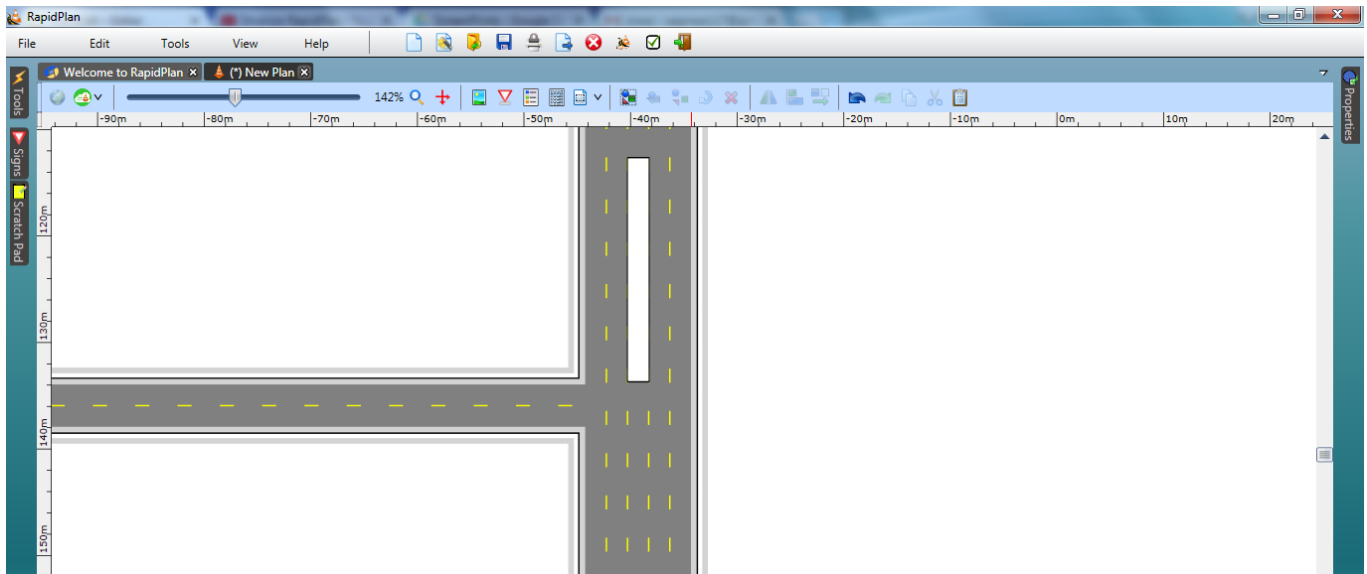 RapidPlan
File Edit Tools View Help
Welcome to RapidPlan (*) New Plan
142%
-90m -80m -70m -60m -50m -40m -30m -20m -10m 0m 10m 20m
Tools
Signs
Scratch Pad
120m
130m
140m
150m
Properties